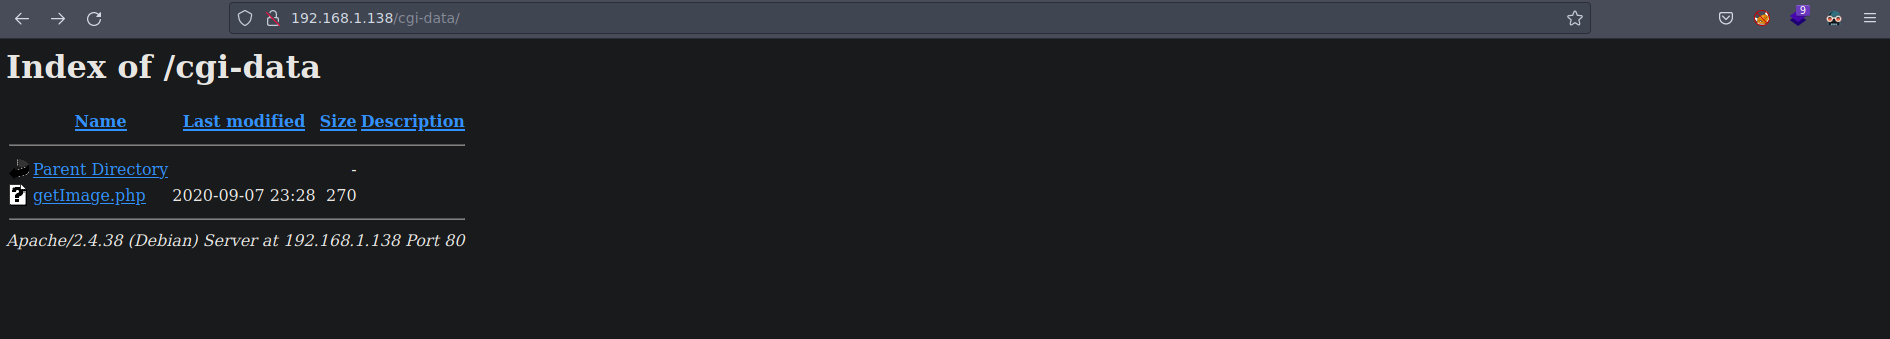 192.168.1.138/cgi-data/
9
Index of /cgi-data
Name Last modified Size Description
Parent Directory -
getImage.php 2020-09-07 23:28 270
Apache/2.4.38 (Debian) Server at 192.168.1.138 Port 80